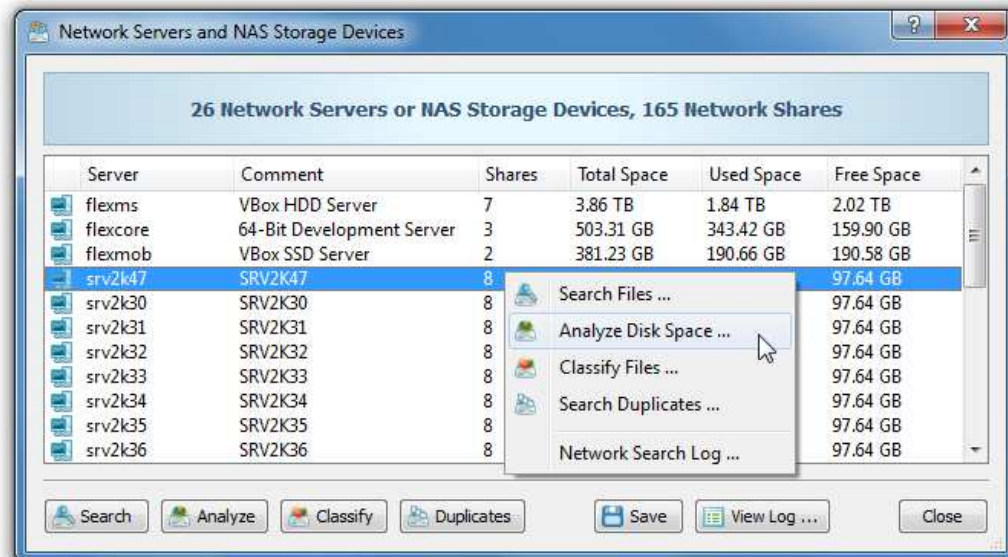 Network Servers and NAS Storage Devices
26 Network Servers or NAS Storage Devices, 165 Network Shares
Server Comment Shares Total Space Used Space Free Space
flexms VBox HDD Server 7 3.86 TB 1.84 TB 2.02 TB
flexcore 64-Bit Development Server 3 503.31 GB 343.42 GB 159.90 GB
flexmob VBox SSD Server 2 381.23 GB 190.66 GB 190.58 GB
srv2k47 SRV2K47 8 97.64 GB
srv2k30 SRV2K30 8 97.64 GB
srv2k31 SRV2K31 8 97.64 GB
srv2k32 SRV2K32 8 97.64 GB
srv2k33 SRV2K33 8 97.64 GB
srv2k34 SRV2K34 8 97.64 GB
srv2k35 SRV2K35 8 97.64 GB
srv2k36 SRV2K36 8 97.64 GB
Search Files ...
Analyze Disk Space ...
Classify Files ...
Search Duplicates ...
Network Search Log ...
Search Analyze Classify Duplicates Save View Log ... Close